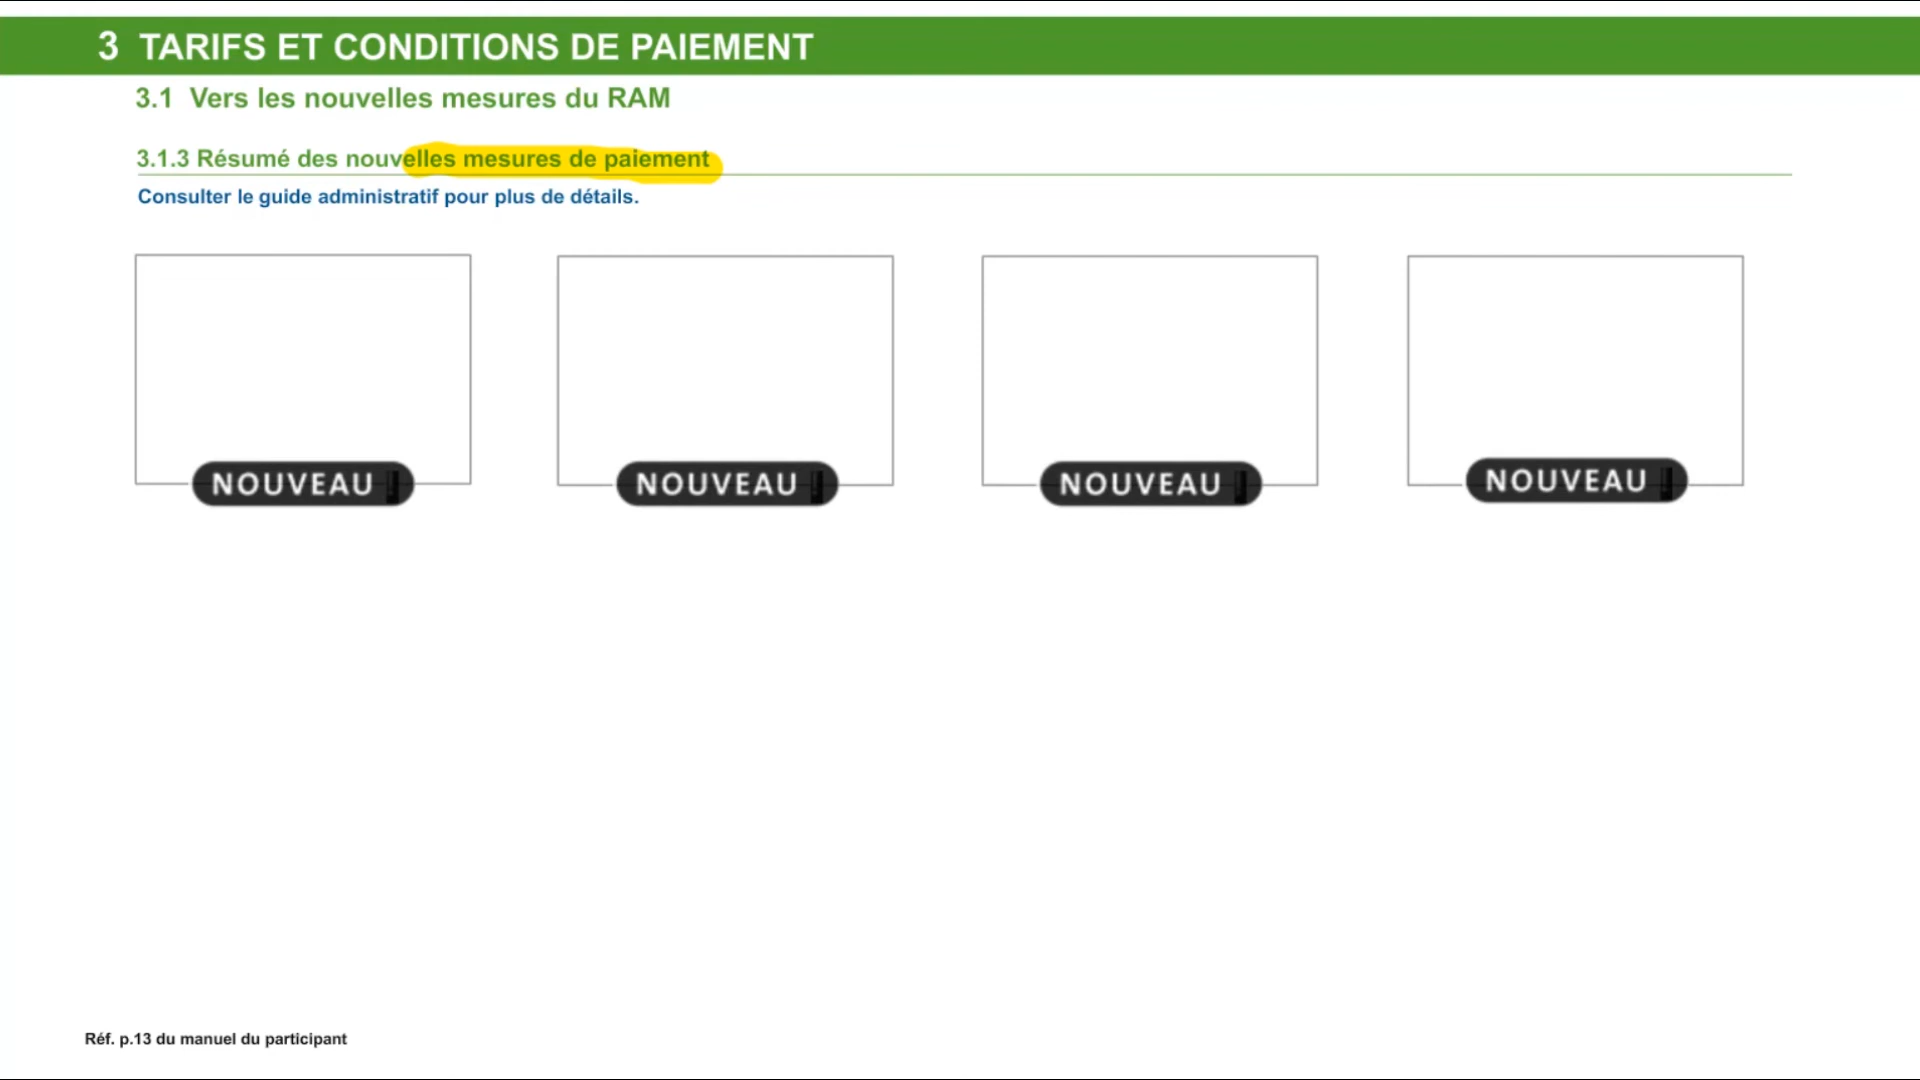 3 TARIFS ET CONDITIONS DE PAIEMENT
3.1 Vers les nouvelles mesures du RAM
3.1.3 Résumé des nouvelles mesures de paiement
Consulter le guide administratif pour plus de détails.
NOUVEAU NOUVEAU NOUVEAU NOUVEAU
Réf. p.13 du manuel du participant